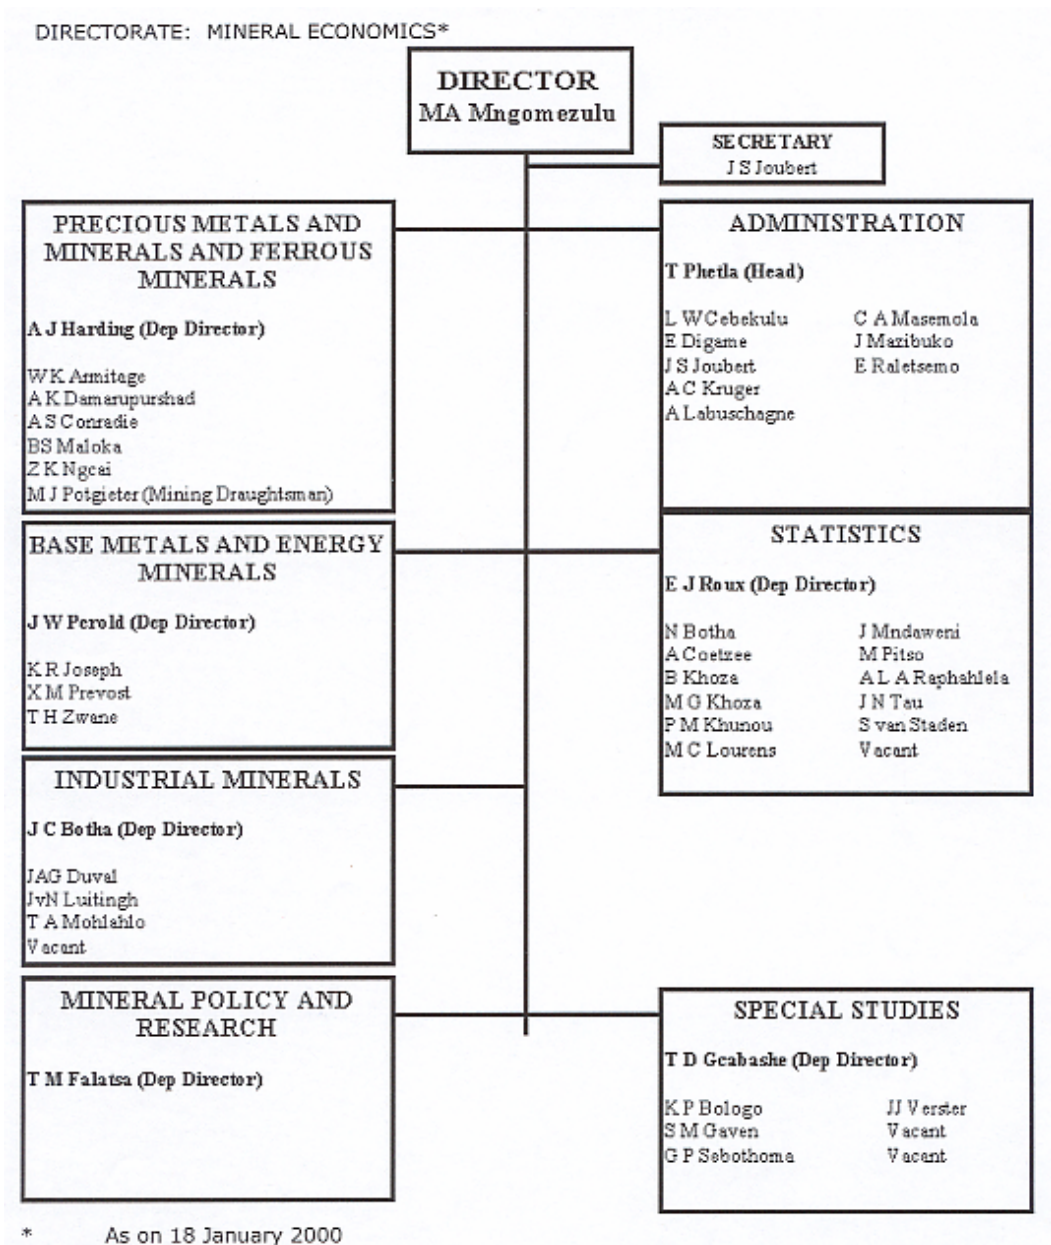 DIRECTORATE: MINERAL ECONOMICS*
DIRECTOR
MA Mngomezulu
SECRETARY
J S Joubert
PRECIOUS METALS AND
MINERALS AND FERROUS
MINERALS
A J Harding (Dep Director)
W K Armitage
A K Damarupurshad
A S Conradie
BS Maloka
Z K Ngcai
M J Potgieter (Mining Draughtsman)
ADMINISTRATION
T Phetla (Head)
L W Cebekulu
E Digame
J S Joubert
A C Kruger
A Labuschagne
C A Masemola
J Mazibuko
E Raletsemo
BASE METALS AND ENERGY
MINERALS
J W Perold (Dep Director)
K R Joseph
X M Prevost
T H Zwane
STATISTICS
E J Roux (Dep Director)
N Botha
A Coetzee
B Khoza
M G Khoza
P M Khunou
M C Lourens
J Mndaweni
M Pitso
A L A Raphahlela
J N Tau
S van Staden
Vacant
INDUSTRIAL MINERALS
J C Botha (Dep Director)
JAG Duval
JvN Luitingh
T A Mohlahlo
Vacant
MINERAL POLICY AND
RESEARCH
T M Falatsa (Dep Director)
SPECIAL STUDIES
T D Gcabashe (Dep Director)
K P Bologo
S M Gaven
G P Sebothoma
JJ Verster
Vacant
Vacant
* As on 18 January 2000